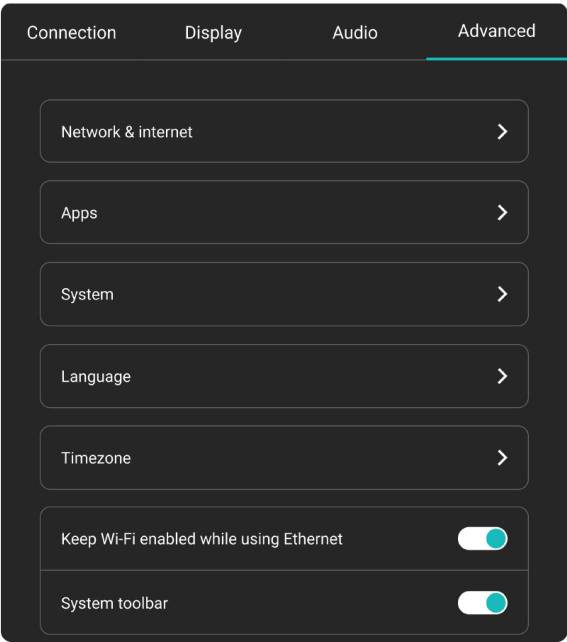 Connection Display Audio Advanced
Network & internet
Apps
System
Language
Timezone
Keep Wi-Fi enabled while using Ethernet
System toolbar